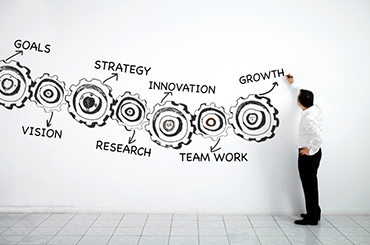 GOALS
VISION
STRATEGY
RESEARCH
INNOVATION
TEAM WORK
GROWTH